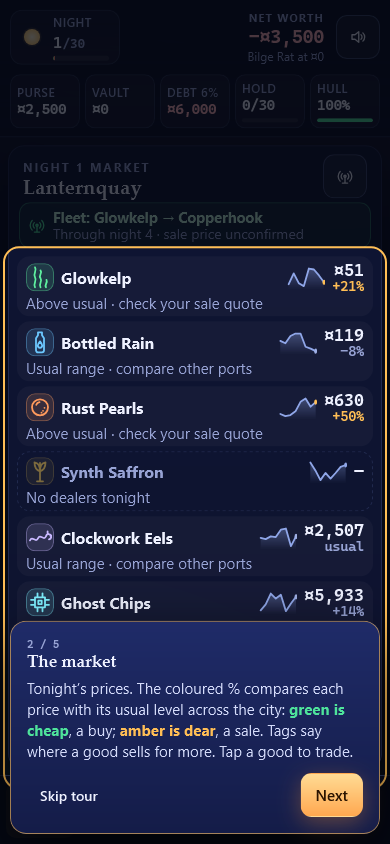 NIGHT
1/30
NET WORTH
−¤3,500
Bilge Rat at ¤0
PURSE
¤2,500
VAULT
¤0
DEBT 6%
¤6,000
HOLD
0/30
HULL
100%
NIGHT 1 MARKET
Lanternquay
Fleet: Glowkelp → Copperhook
Through night 4 · sale price unconfirmed
Glowkelp
¤51
+21%
Above usual · check your sale quote
Bottled Rain
¤119
−8%
Usual range · compare other ports
Rust Pearls
¤630
+50%
Above usual · check your sale quote
Synth Saffron
–
No dealers tonight
Clockwork Eels
¤2,507
usual
Usual range · compare other ports
Ghost Chips
¤5,933
+14%
2 / 5
The market
Tonight's prices. The coloured % compares each
price with its usual level across the city: green is
cheap, a buy; amber is dear, a sale. Tags say
where a good sells for more. Tap a good to trade.
Skip tour
Next